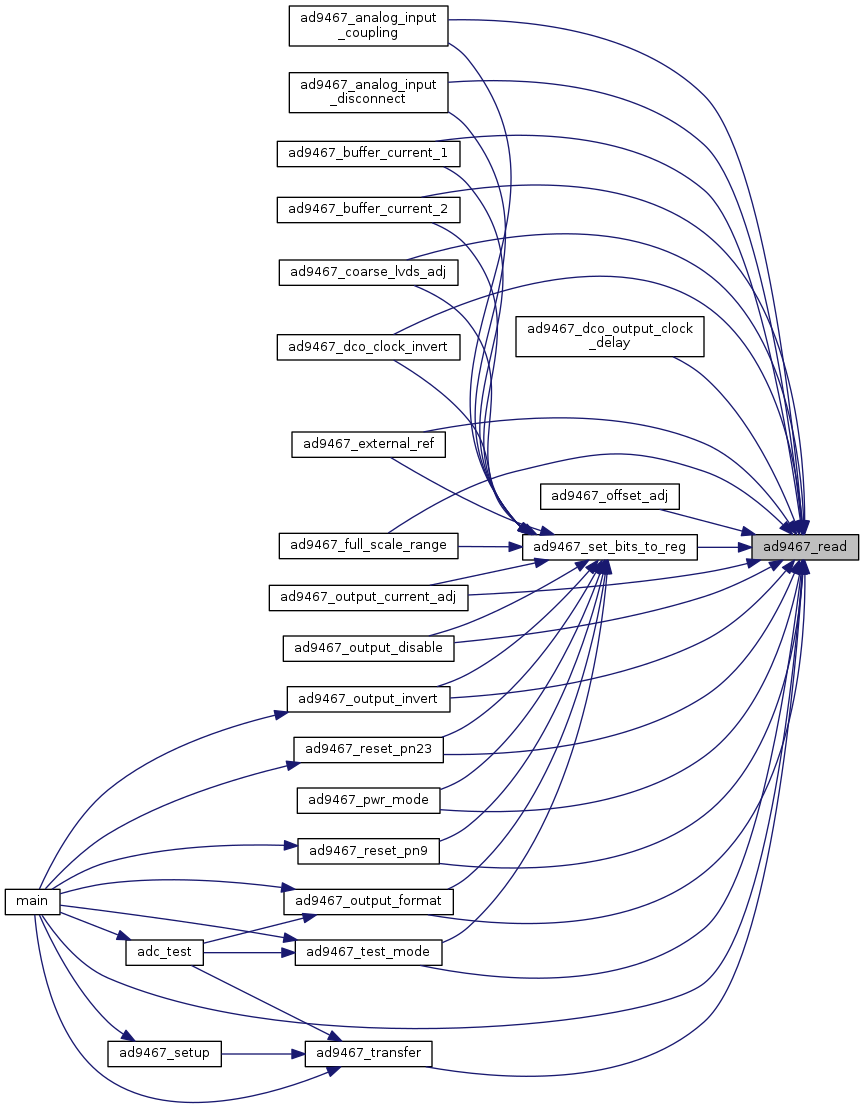 ad9467_analog_input
_coupling
ad9467_analog_input
_disconnect
ad9467_buffer_current_1
ad9467_buffer_current_2
ad9467_coarse_lvds_adj
ad9467_dco_output_clock
_delay
ad9467_dco_clock_invert
ad9467_external_ref
ad9467_offset_adj
ad9467_full_scale_range
ad9467_set_bits_to_reg
ad9467_read
ad9467_output_current_adj
ad9467_output_disable
ad9467_output_invert
ad9467_reset_pn23
ad9467_pwr_mode
ad9467_reset_pn9
main
ad9467_output_format
adc_test
ad9467_test_mode
ad9467_setup
ad9467_transfer